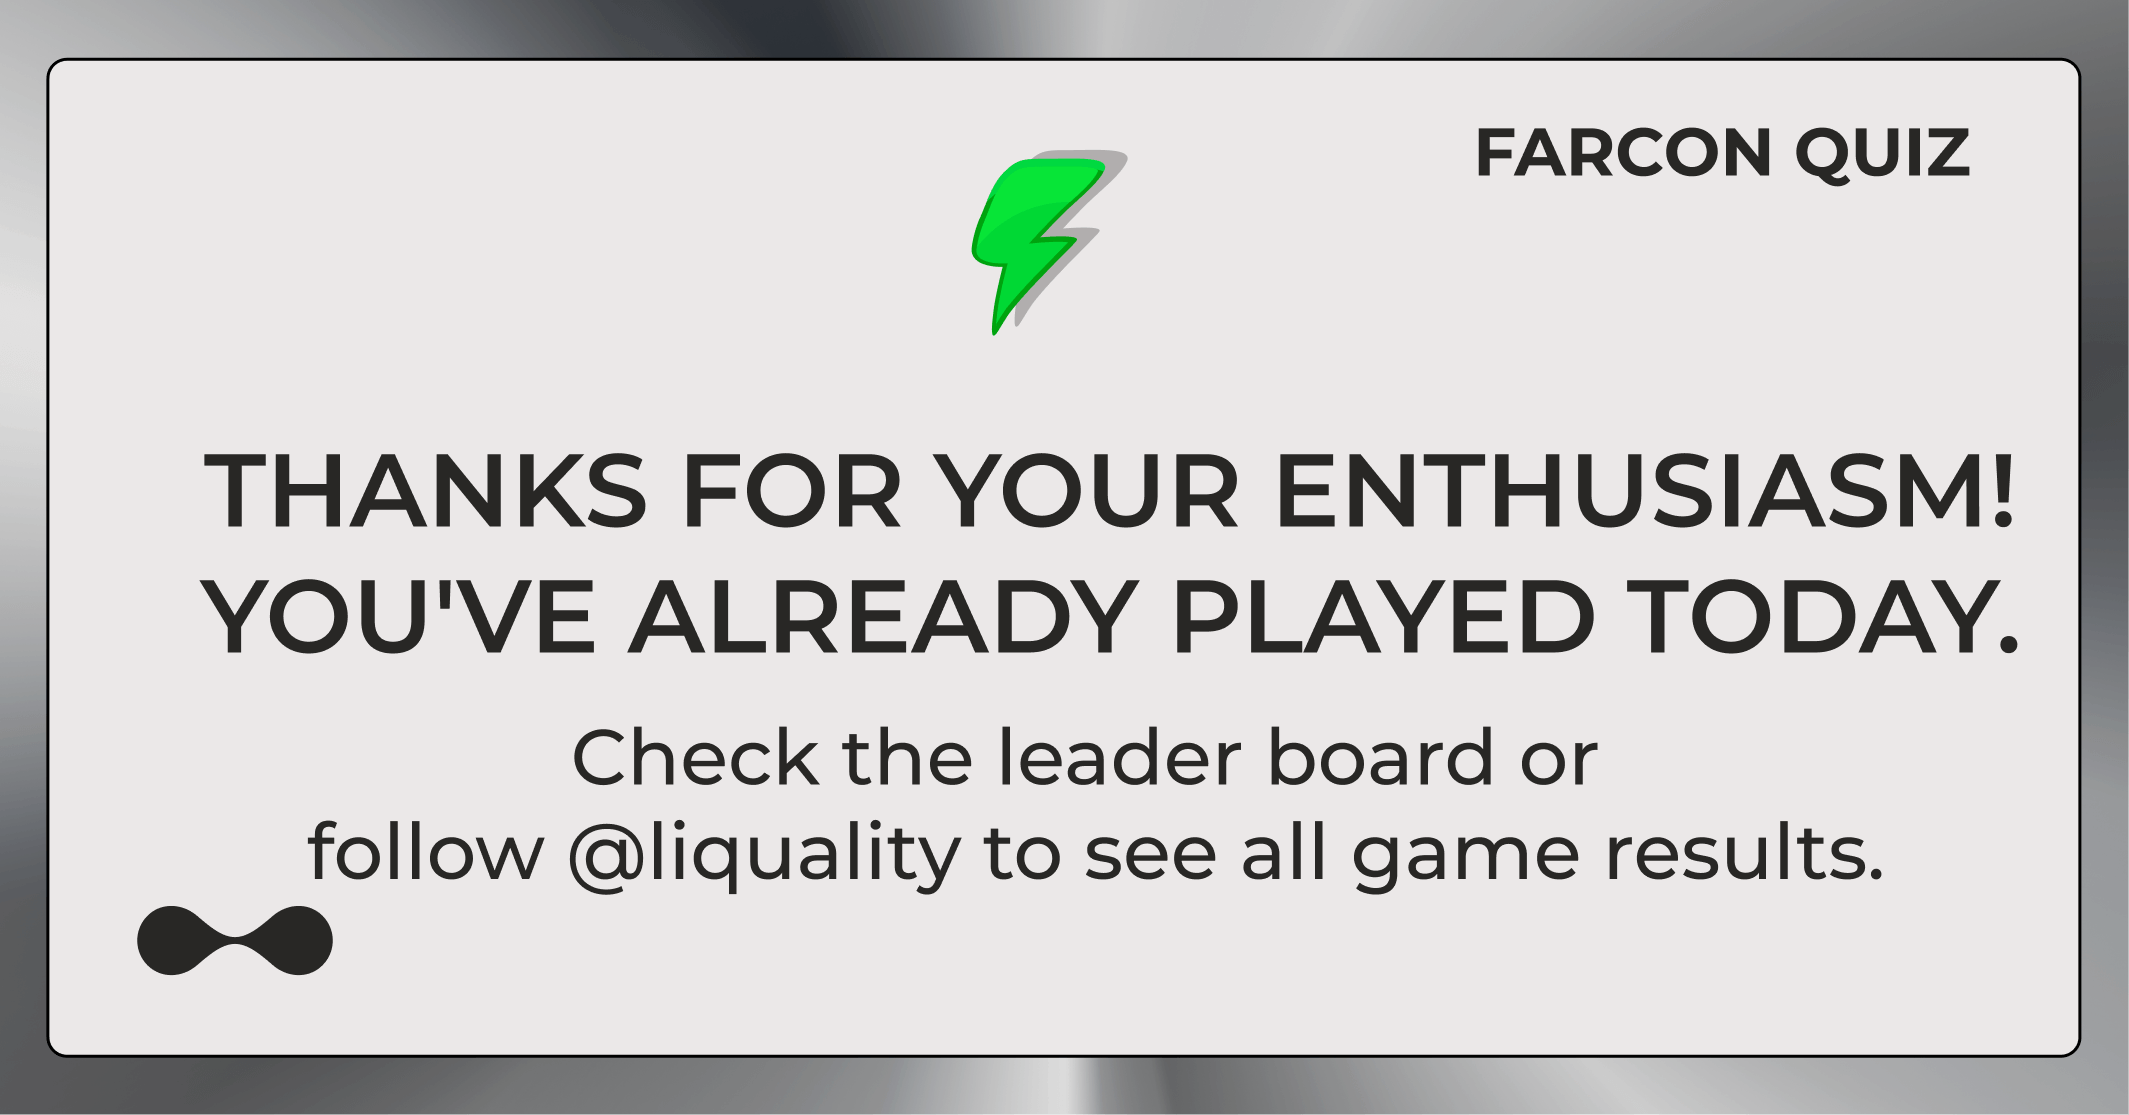 FARCON QUIZ
THANKS FOR YOUR ENTHUSIASM!
YOU'VE ALREADY PLAYED TODAY.
Check the leader board or
follow @liquality to see all game results.